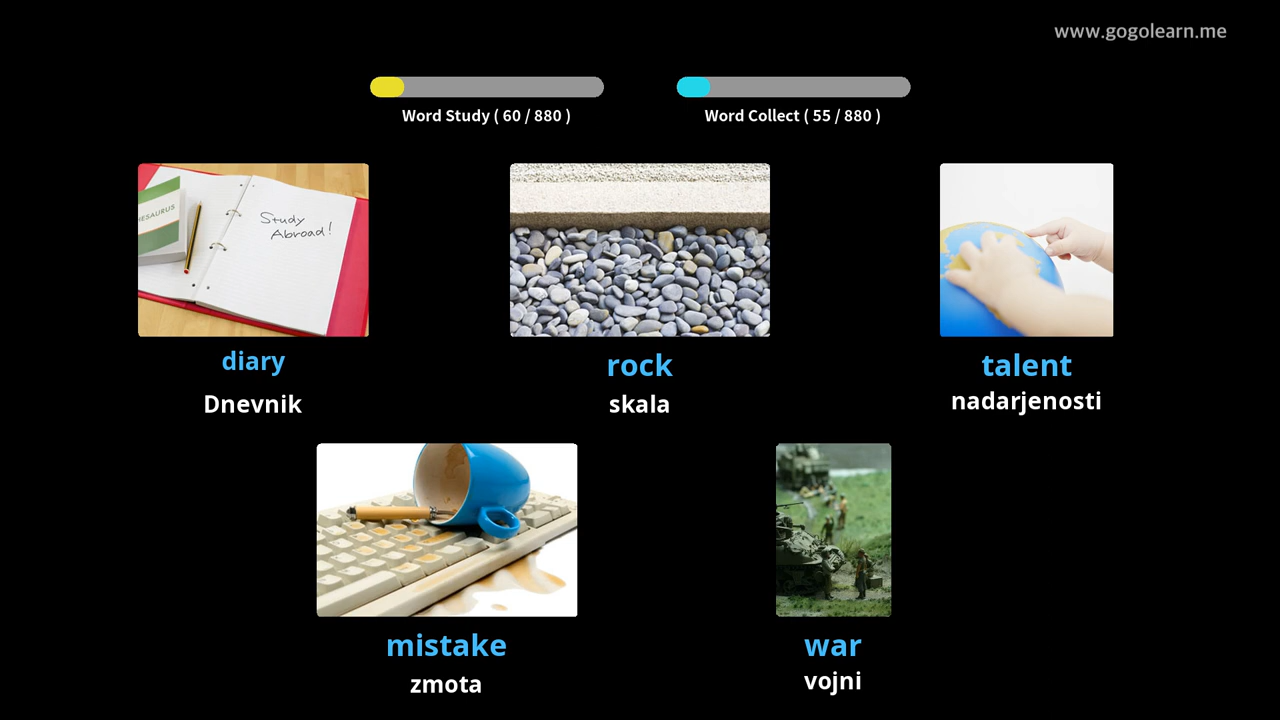 www.gogolearn.me
Word Study ( 60 / 880 )
Word Collect ( 55 / 880 )
HESAURUS
Study
Abroad!
diary
rock
talent
Dnevnik
skala
nadarjenosti
mistake
war
zmota
vojni